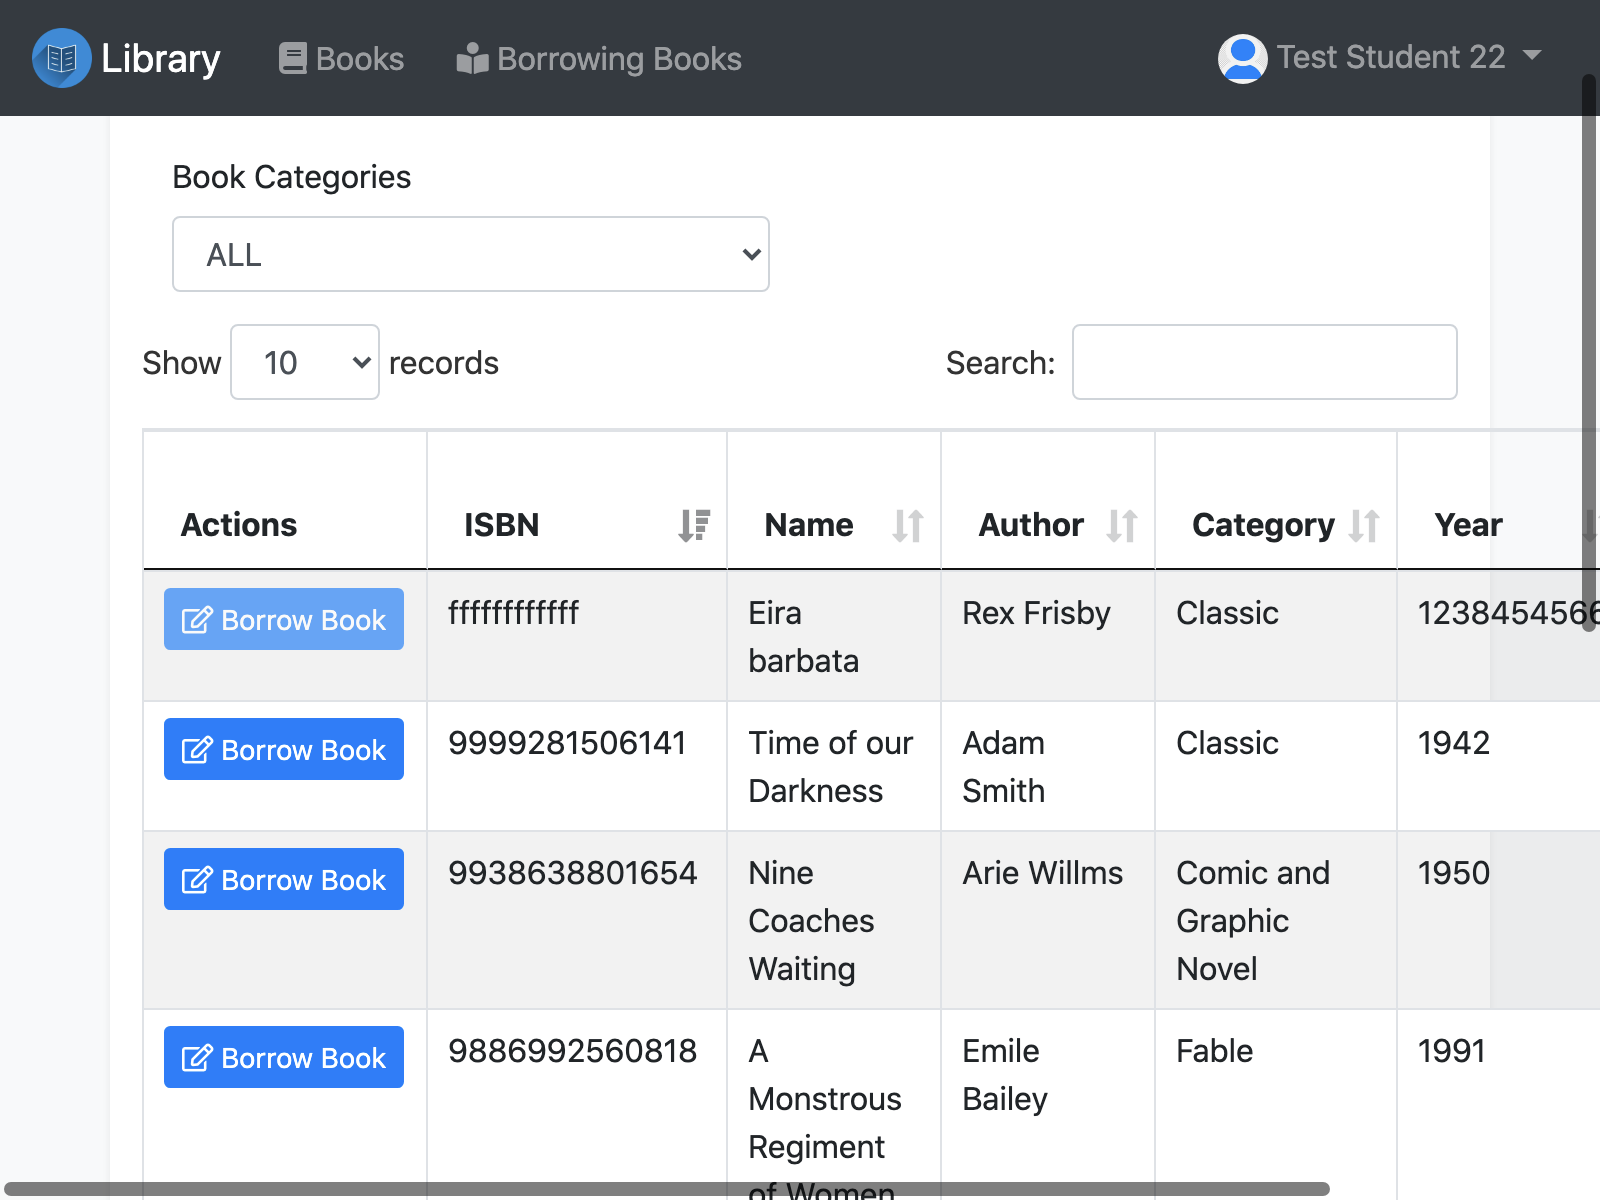 Library Books Borrowing Books Test Student 22
Book Categories
ALL
Show 10 records Search:
Actions ISBN Name Author Category Year
Borrow Book ffffffffffff Eira barbata Rex Frisby Classic
Borrow Book 9999281506141 Time of our Darkness Adam Smith Classic 1942
Borrow Book 9938638801654 Nine Coaches Waiting Arie Willms Comic and Graphic Novel 1950
Borrow Book 9886992560818 A Monstrous Regiment of Women Emile Bailey Fable 1991